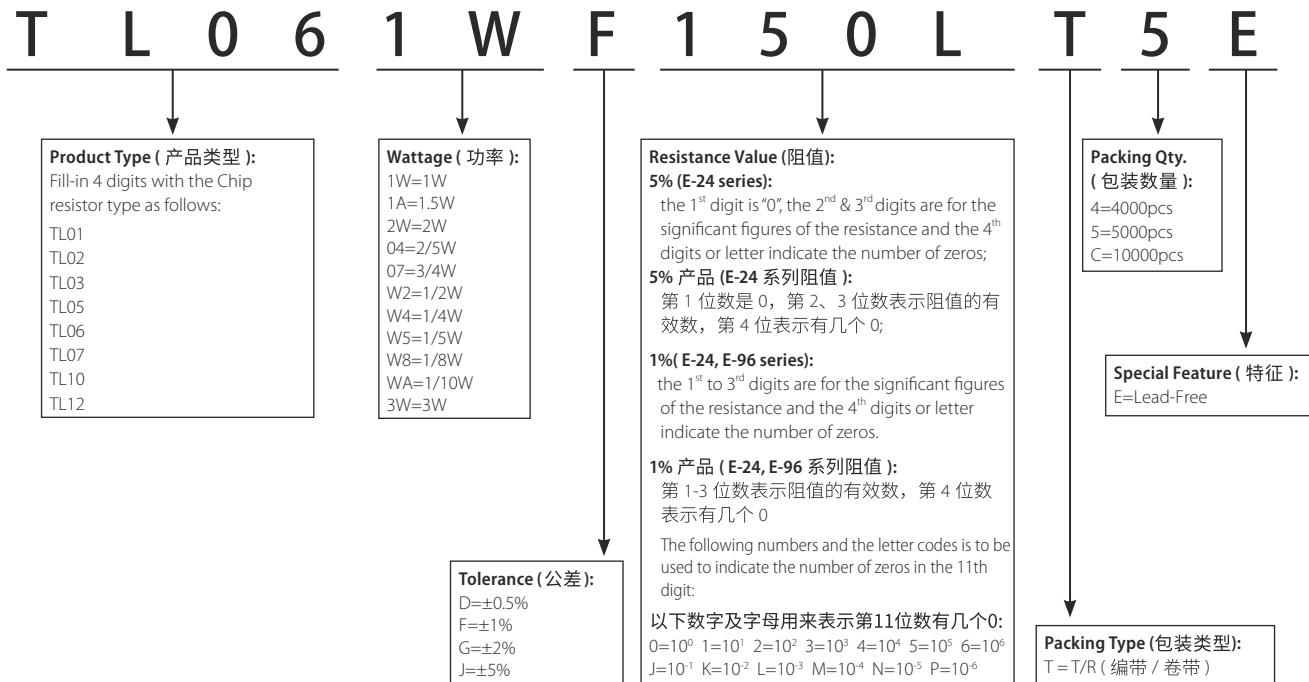 T L 0 6 1 W F 1 5 0 L T 5 E
Product Type ( 产品类型 ):
Fill-in 4 digits with the Chip
resistor type as follows:
TL01
TL02
TL03
TL05
TL06
TL07
TL10
TL12
Wattage ( 功率 ):
1W=1W
1A=1.5W
2W=2W
04=2/5W
07=3/4W
W2=1/2W
W4=1/4W
W5=1/5W
W8=1/8W
WA=1/10W
3W=3W
Tolerance (公差):
D=±0.5%
F=±1%
G=±2%
J=±5%
Resistance Value (阻值):
5% (E-24 series):
the 1st digit is “0”, the 2nd & 3rd digits are for the
significant figures of the resistance and the 4th
digits or letter indicate the number of zeros;
5% 产品 (E-24 系列阻值 ):
第 1 位数是 0，第 2、3 位数表示阻值的有
效数，第 4 位表示有几个 0;
1%( E-24, E-96 series):
the 1st to 3rd digits are for the significant figures
of the resistance and the 4th digits or letter
indicate the number of zeros.
1% 产品 ( E-24, E-96 系列阻值 ):
第 1-3 位数表示阻值的有效数，第 4 位数
表示有几个 0
The following numbers and the letter codes is to be
used to indicate the number of zeros in the 11th
digit:
以下数字及字母用来表示第11位数有几个0:
0=10⁰ 1=10¹ 2=10² 3=10³ 4=10⁴ 5=10⁵ 6=10⁶
J=10⁻¹ K=10⁻² L=10⁻³ M=10⁻⁴ N=10⁻⁵ P=10⁻⁶
Packing Qty.
( 包装数量 ):
4=4000pcs
5=5000pcs
C=10000pcs
Special Feature ( 特征 ):
E=Lead-Free
Packing Type (包装类型):
T = T/R ( 编带 / 卷带 )